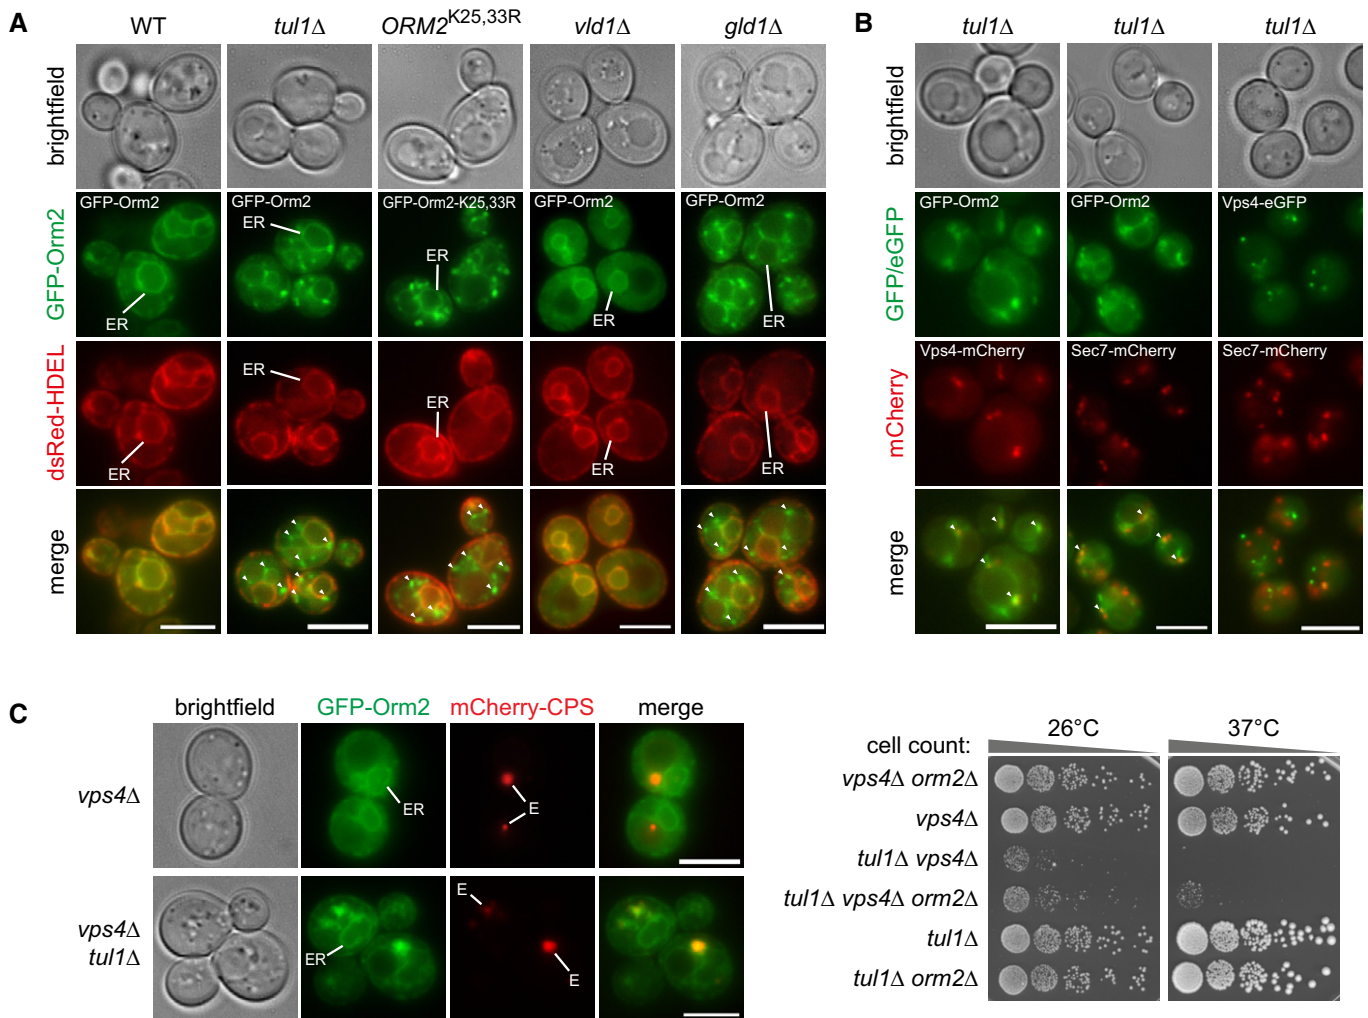 A
WT
tul1Δ
ORM2K25,33R
vld1Δ
gld1Δ
brightfield
GFP-Orm2
GFP-Orm2
GFP-Orm2
GFP-Orm2-K25,33R
GFP-Orm2
GFP-Orm2
ER
ER
ER
ER
ER
dsRed-HDEL
ER
ER
ER
ER
ER
merge
B
tul1Δ
tul1Δ
tul1Δ
brightfield
GFP/eGFP
GFP-Orm2
GFP-Orm2
Vps4-eGFP
mCherry
Vps4-mCherry
Sec7-mCherry
Sec7-mCherry
merge
C
brightfield
GFP-Orm2
mCherry-CPS
merge
vps4Δ
ER
E
vps4Δ
tul1Δ
ER
E
E
26°C
37°C
cell count:
vps4Δ orm2Δ
vps4Δ
tul1Δ vps4Δ
tul1Δ vps4Δ orm2Δ
tul1Δ
tul1Δ orm2Δ